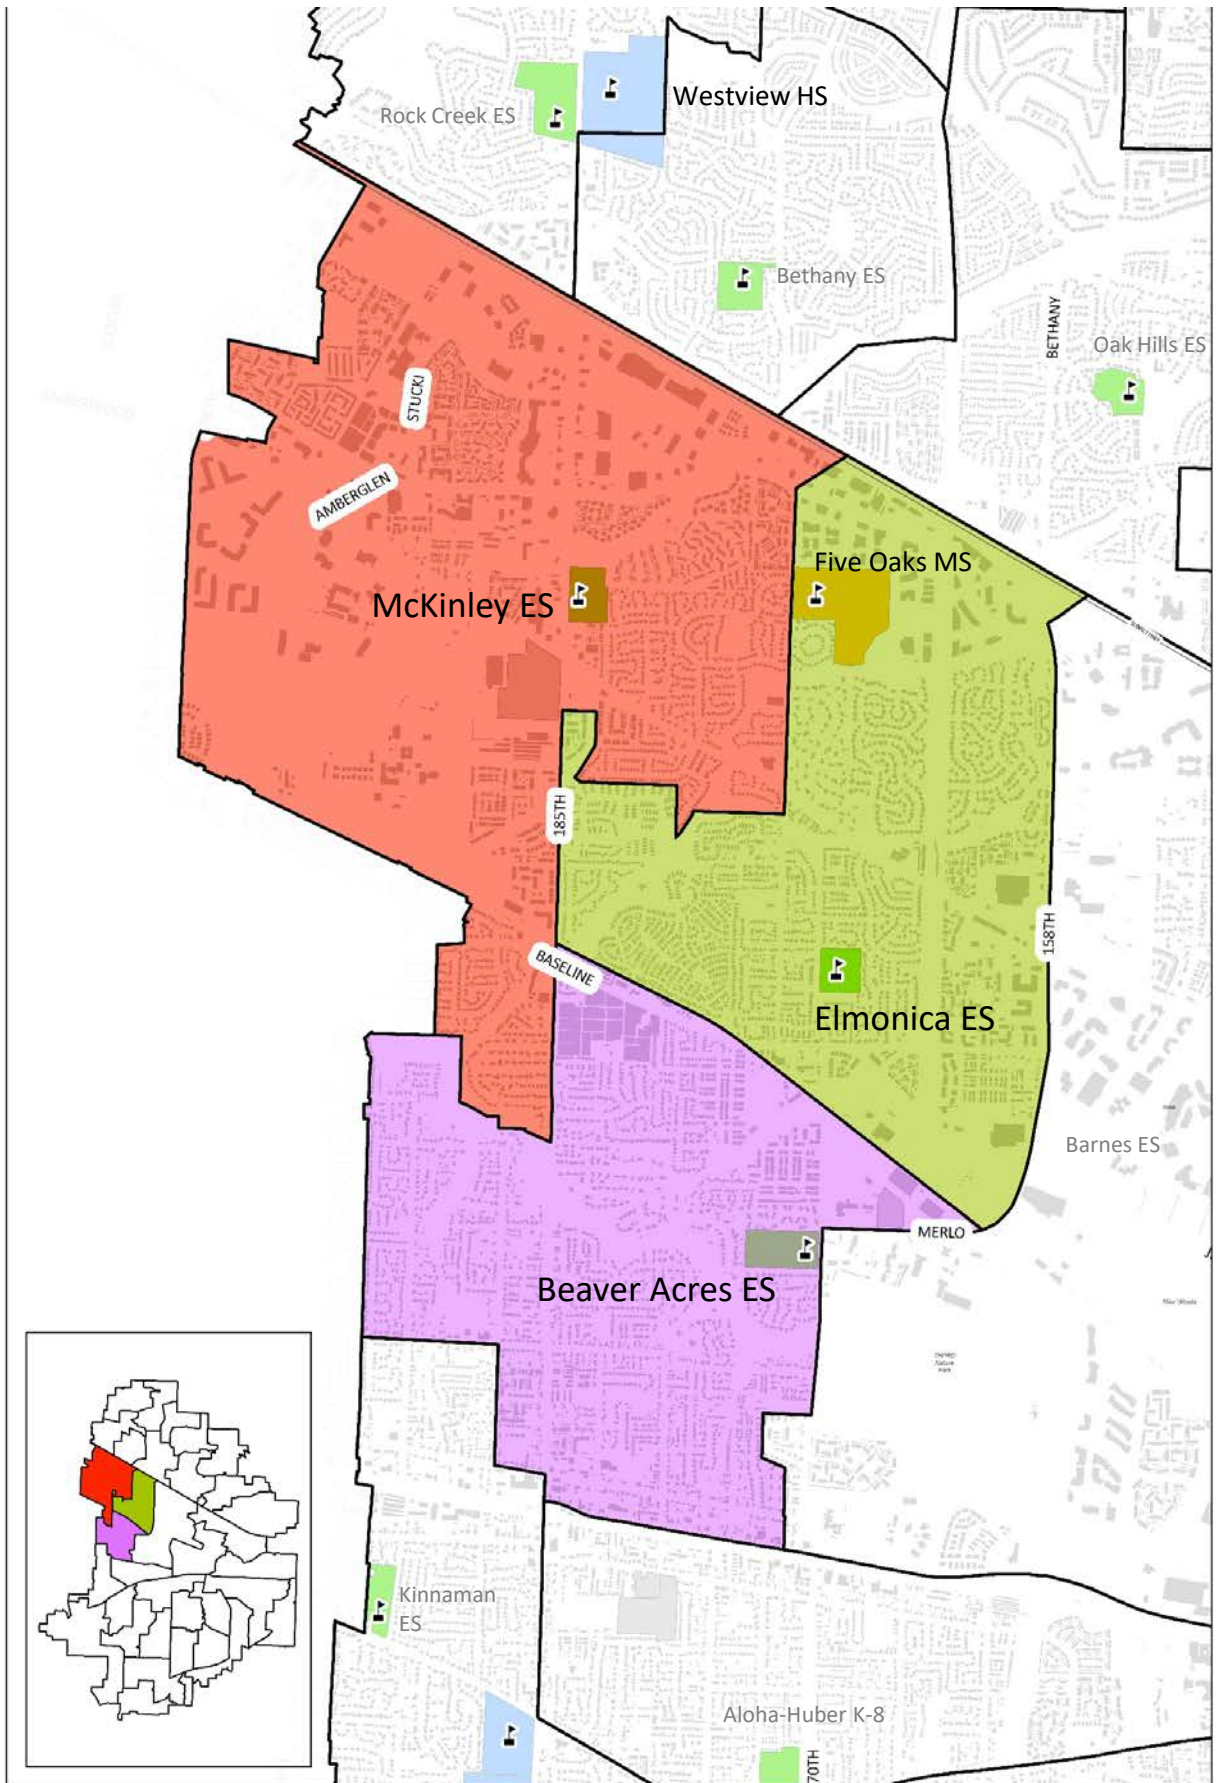 Westview HS
Rock Creek ES
Bethany ES
BETHANY
Oak Hills ES
STUCKI
AMBERGLEN
Five Oaks MS
McKinley ES
185TH
158TH
BASELINE
Elmonica ES
Barnes ES
MERLO
Beaver Acres ES
Kinnaman
ES
Aloha-Huber K-8
70TH